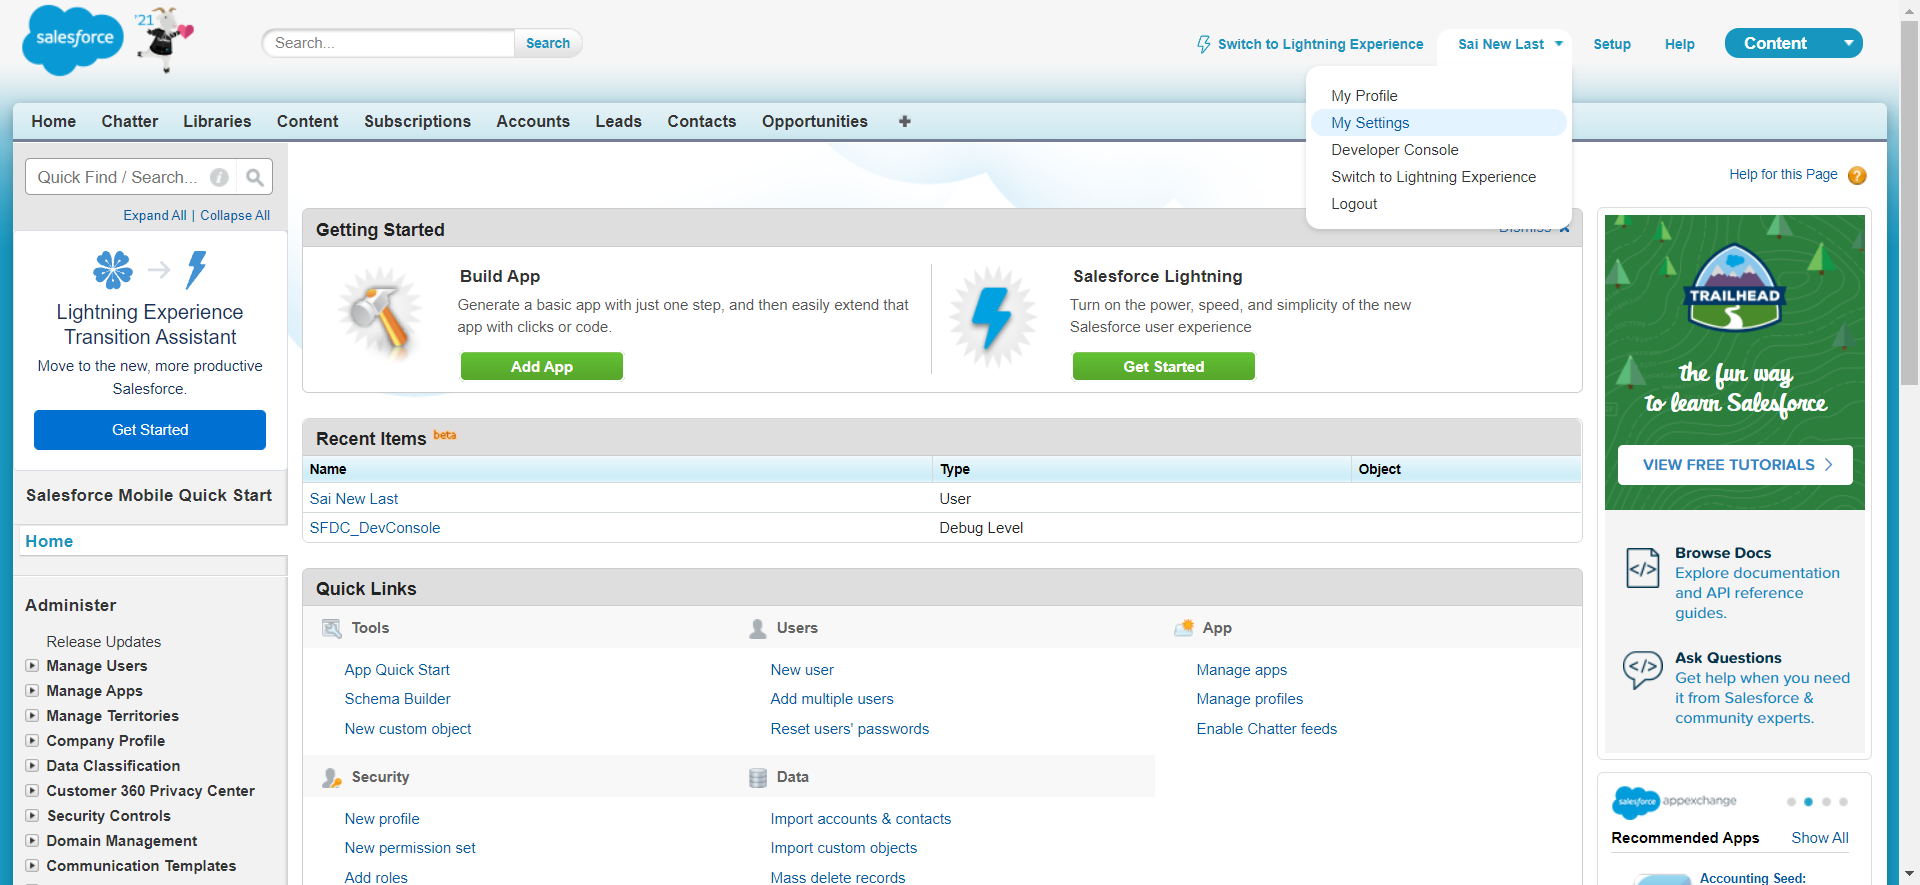 salesforce
'21
Search...
Search
Switch to Lightning Experience
Sai New Last
Setup
Help
Content
My Profile
My Settings
Developer Console
Switch to Lightning Experience
Logout
Home
Chatter
Libraries
Content
Subscriptions
Accounts
Leads
Contacts
Opportunities
+
Quick Find / Search...
Expand All | Collapse All
Lightning Experience
Transition Assistant
Move to the new, more productive
Salesforce.
Get Started
Salesforce Mobile Quick Start
Home
Administer
Release Updates
Manage Users
Manage Apps
Manage Territories
Company Profile
Data Classification
Customer 360 Privacy Center
Security Controls
Domain Management
Communication Templates
Help for this Page
Getting Started
Dismiss
Build App
Generate a basic app with just one step, and then easily extend that
app with clicks or code.
Add App
Salesforce Lightning
Turn on the power, speed, and simplicity of the new
Salesforce user experience
Get Started
Recent Items beta
Name
Type
Object
Sai New Last
User
SFDC_DevConsole
Debug Level
Quick Links
Tools
App Quick Start
Schema Builder
New custom object
Users
New user
Add multiple users
Reset users' passwords
App
Manage apps
Manage profiles
Enable Chatter feeds
Security
New profile
New permission set
Add roles
Data
Import accounts & contacts
Import custom objects
Mass delete records
TRAILHEAD
the fun way
to learn Salesforce
VIEW FREE TUTORIALS
Browse Docs
Explore documentation
and API reference
guides.
Ask Questions
Get help when you need
it from Salesforce &
community experts.
salesforce appexchange
Recommended Apps
Show All
Accounting Seed: